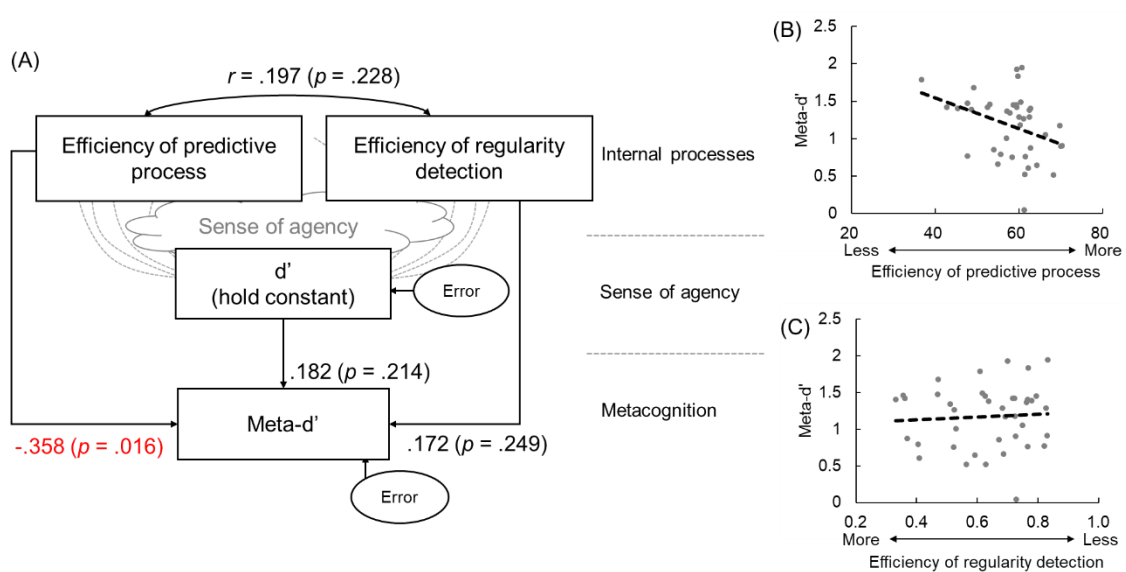 (A)
r = .197 (p = .228)
Efficiency of predictive
process
Efficiency of regularity
detection
Internal processes
Sense of agency
d'
(hold constant)
Error
Sense of agency
.182 (p = .214)
Meta-d'
Metacognition
-.358 (p = .016)
.172 (p = .249)
Error
(B)
Meta-d'
2.5
2
1.5
1
0.5
0
20
40
60
80
Less
More
Efficiency of predictive process
(C)
Meta-d'
2.5
2
1.5
1
0.5
0
0.2
0.4
0.6
0.8
1.0
More
Less
Efficiency of regularity detection